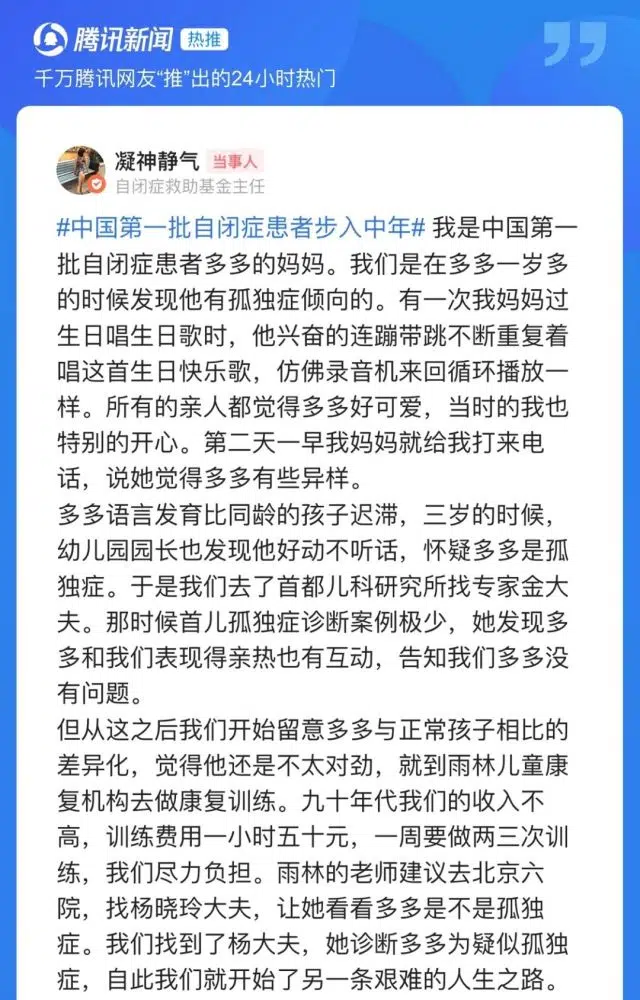 腾讯新闻 热推
千万腾讯网友“推”出的24小时热门
凝神静气 当事人
自闭症救助基金主任
#中国第一批自闭症患者步入中年# 我是中国第一
批自闭症患者多多的妈妈。我们是在多多一岁多
的时候发现他有孤独症倾向的。有一次我妈妈过
生日唱生日歌时，他兴奋的连蹦带跳不断重复着
唱这首生日快乐歌，仿佛录音机来回循环播放一
样。所有的亲人都觉得多多好可爱，当时的我也
特别的开心。第二天一早我妈妈就给我打来电
话，说她觉得多多有些异样。
多多语言发育比同龄的孩子迟滞，三岁的时候，
幼儿园园长也发现他好动不听话，怀疑多多是孤
独症。于是我们去了首都儿科研究所找专家金大
夫。那时候首儿孤独症诊断案例极少，她发现多
多和我们表现得亲热也有互动，告知我们多多没
有问题。
但从这之后我们开始留意多多与正常孩子相比的
差异化，觉得他还是不太对劲，就到雨林儿童康
复机构去做康复训练。九十年代我们的收入不
高，训练费用一小时五十元，一周要做两三次训
练，我们尽力负担。雨林的老师建议去北京六
院，找杨晓玲大夫，让她看看多多是不是孤独
症。我们找到了杨大夫，她诊断多多为疑似孤独
症，自此我们就开始了另一条艰难的人生之路。